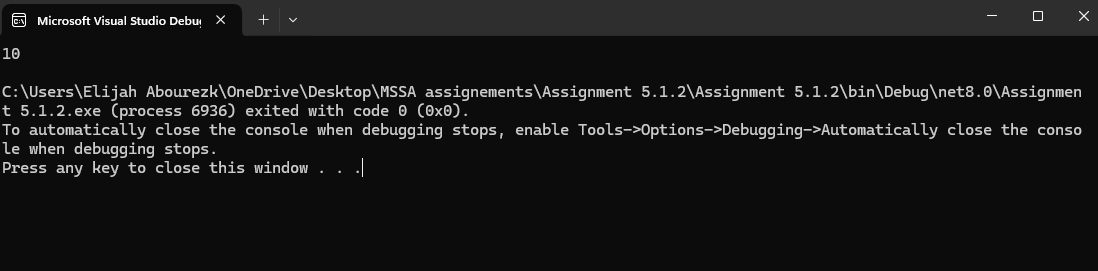 Microsoft Visual Studio Debu
10
C:\Users\Elijah Abourezk\OneDrive\Desktop\MSSA assignements\Assignment 5.1.2\Assignment 5.1.2\bin\Debug\net8.0\Assignmen
t 5.1.2.exe (process 6936) exited with code 0 (0x0).
To automatically close the console when debugging stops, enable Tools->Options->Debugging->Automatically close the conso
le when debugging stops.
Press any key to close this window . . .